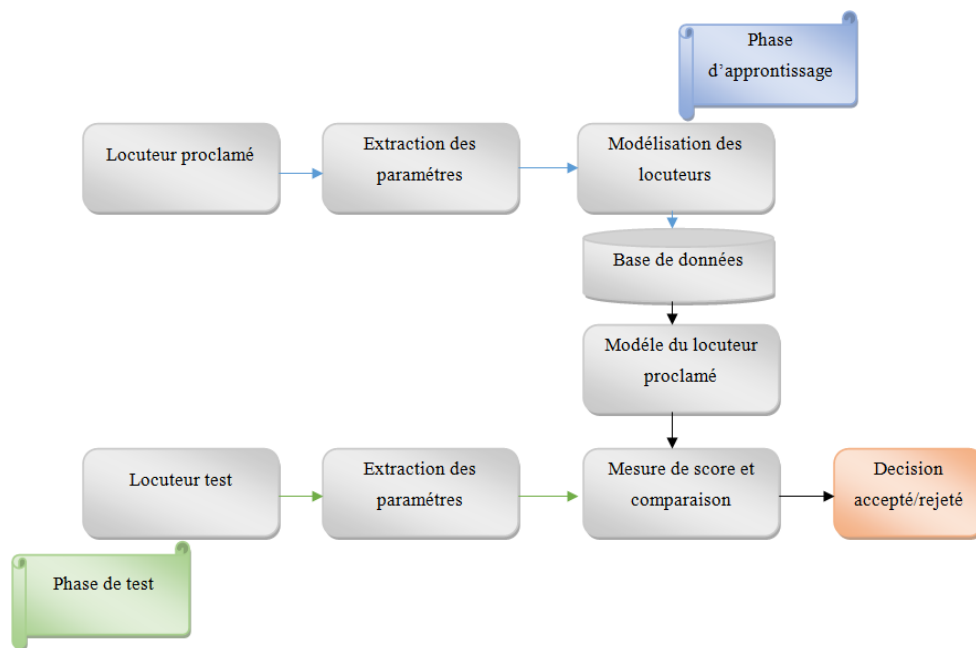 Phase
d’approntissage
Locuteur proclamé
Extraction des
paramétres
Modélisation des
locuteurs
Base de données
Modéle du locuteur
proclamé
Locuteur test
Extraction des
paramétres
Mesure de score et
comparaison
Decision
accepté/rejeté
Phase de test